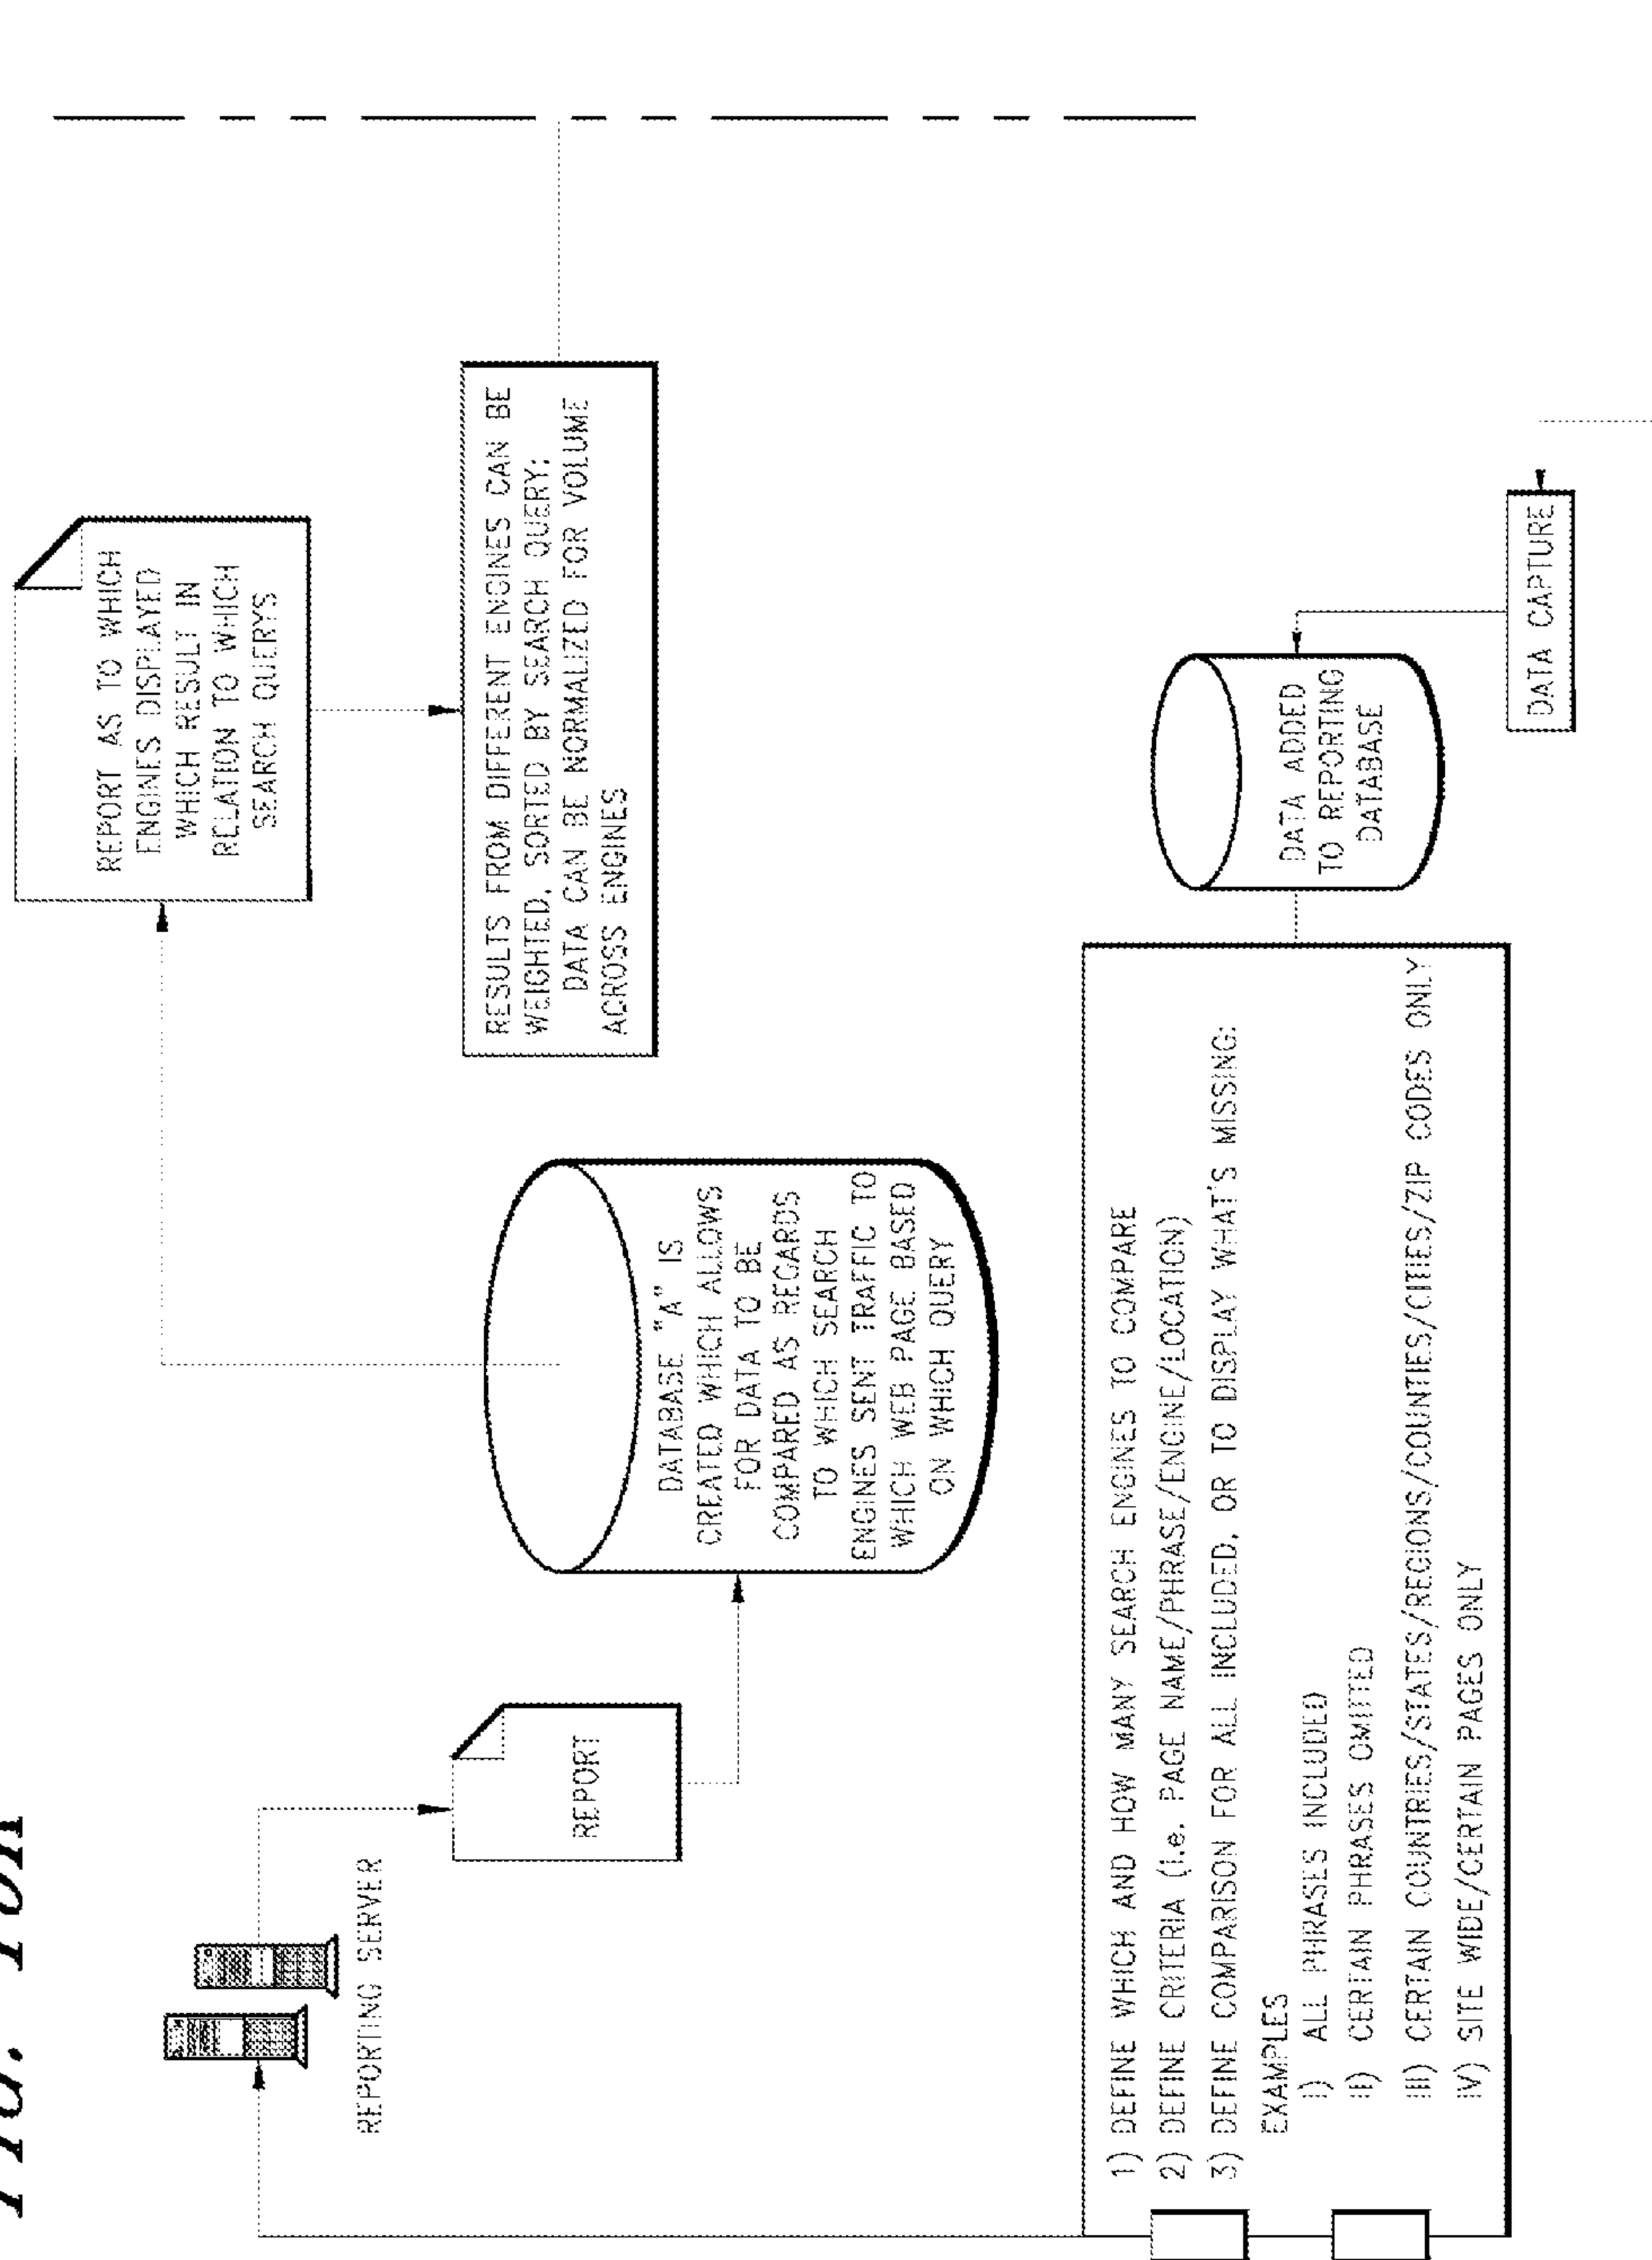 REPORTING SERVER
REPORT
DATABASE "A" IS
CREATED WHICH ALLOWS
FOR DATA TO BE
COMPARED AS REGARDS
TO WHICH SEARCH
ENGINES SENT TRAFFIC TO
WHICH WEB PAGE BASED
ON WHICH QUERY
REPORT AS TO WHICH
ENGINES DISPLAYED
WHICH RESULT IN
RELATION TO WHICH
SEARCH QUERYS
RESULTS FROM DIFFERENT ENGINES CAN BE
WEIGHTED, SORTED BY SEARCH QUERY;
DATA CAN BE NORMALIZED FOR VOLUME
ACROSS ENGINES
1) DEFINE WHICH AND HOW MANY SEARCH ENGINES TO COMPARE
2) DEFINE CRITERIA (i.e. PAGE NAME/PHRASE/ENGINE/LOCATION)
3) DEFINE COMPARISON FOR ALL INCLUDED, OR TO DISPLAY WHAT'S MISSING:
EXAMPLES
I) ALL PHRASES INCLUDED
II) CERTAIN PHRASES OMITTED
III) CERTAIN COUNTRIES/STATES/REGIONS/COUNTIES/CITIES/ZIP CODES ONLY
IV) SITE WIDE/CERTAIN PAGES ONLY
DATA ADDED
TO REPORTING
DATABASE
DATA CAPTURE